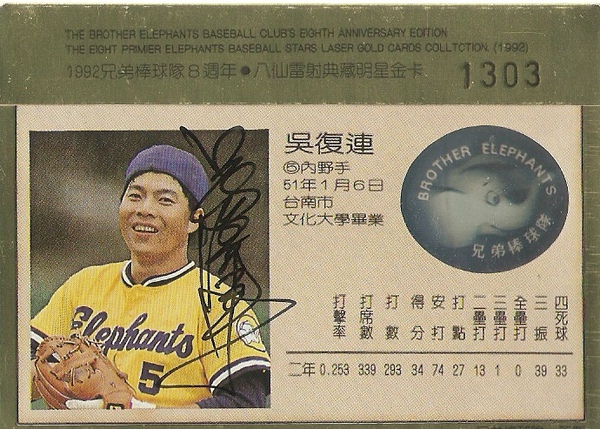 THE BROTHER ELEPHANTS BASEBALL CLUB'S EIGHTH ANNIVERSARY EDITION
THE EIGHT PRIMIER ELEPHANTS BASEBALL STARS LASER GOLD CARDS COLLTCTION (1992)
1992兄弟棒球隊8週年●八仙雷射典藏明星金卡 1303
吳復連
⑤內野手
51年1月6日
台南市
文化大學畢業
BROTHER ELEPHANTS
兄弟棒球隊
Elephants
5
打擊率 打席數 打數 得分 安打 打點 二壘打 三壘打 全壘打 三振 四死球
二年 0.253 339 293 34 74 27 13 1 0 39 33